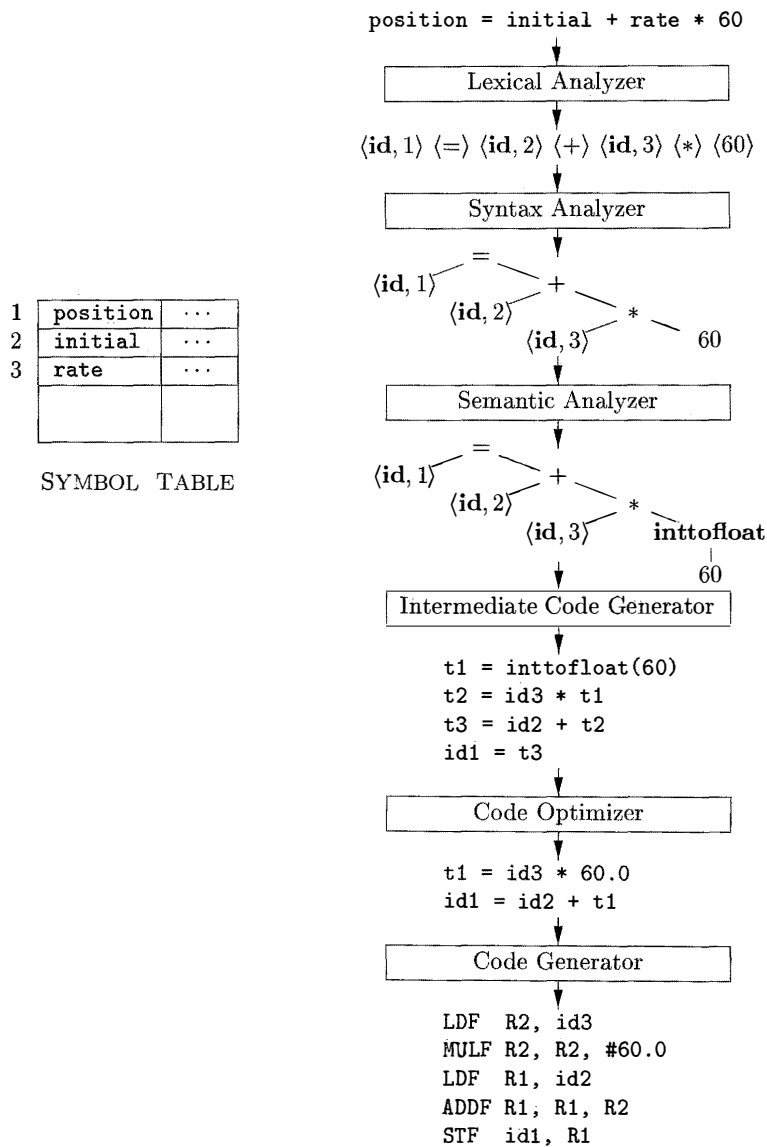 position = initial + rate * 60
Lexical Analyzer
⟨id, 1⟩ ⟨=⟩ ⟨id, 2⟩ ⟨+⟩ ⟨id, 3⟩ ⟨*⟩ ⟨60⟩
Syntax Analyzer
=
⟨id, 1⟩ +
⟨id, 2⟩ *
⟨id, 3⟩ 60
1 position ···
2 initial ···
3 rate ···
SYMBOL TABLE
Semantic Analyzer
=
⟨id, 1⟩ +
⟨id, 2⟩ *
⟨id, 3⟩ inttofloat
60
Intermediate Code Generator
t1 = inttofloat(60)
t2 = id3 * t1
t3 = id2 + t2
id1 = t3
Code Optimizer
t1 = id3 * 60.0
id1 = id2 + t1
Code Generator
LDF R2, id3
MULF R2, R2, #60.0
LDF R1, id2
ADDF R1, R1, R2
STF id1, R1